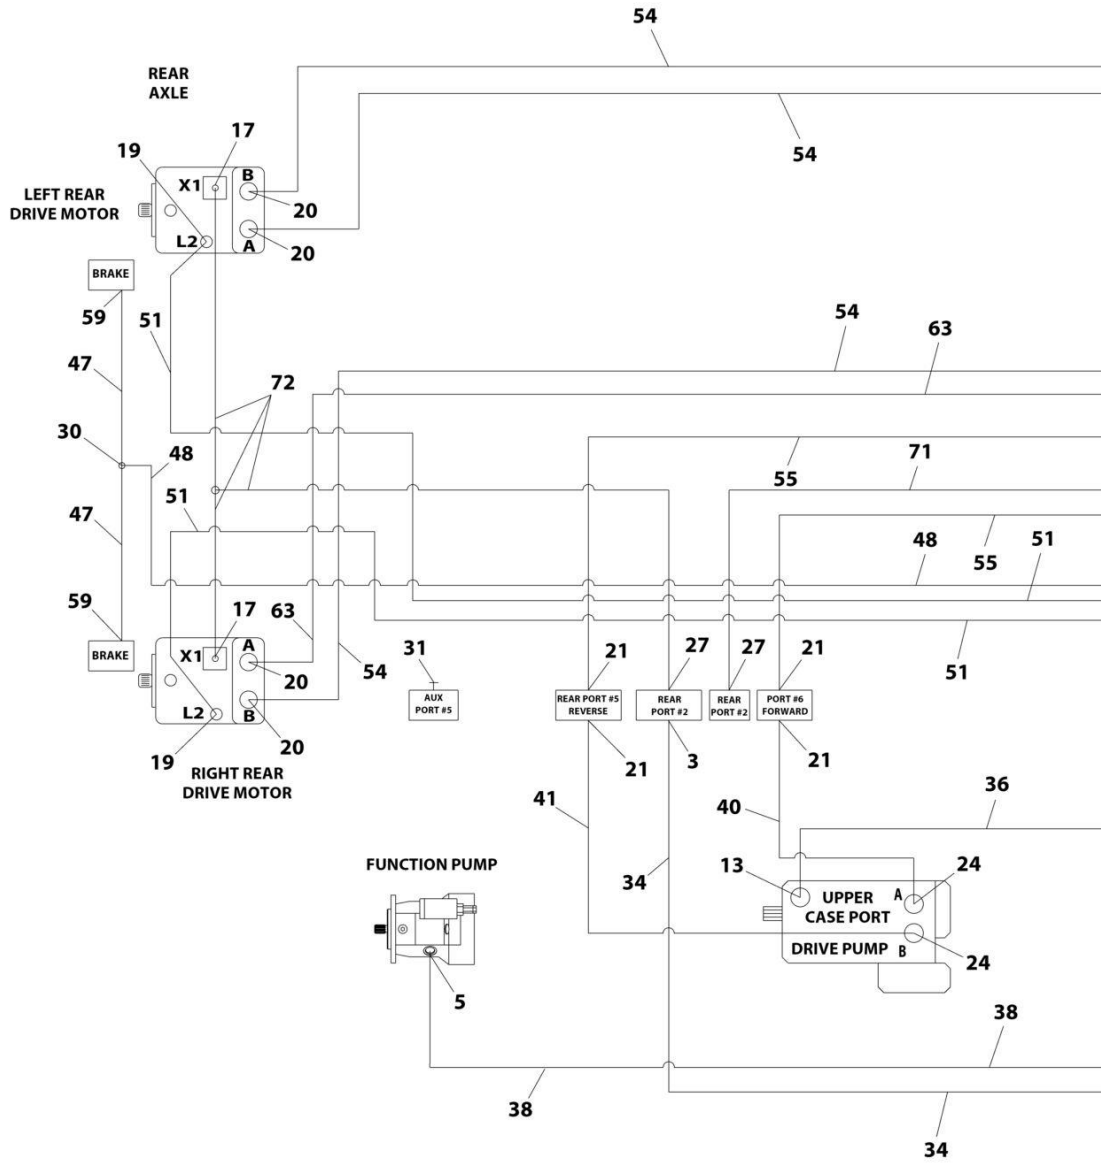 54
REAR
AXLE
54
17
19
X1
B
LEFT REAR
DRIVE MOTOR
20
L2
A
20
BRAKE
59
51
54
63
47
72
30
48
55
71
51
47
55
48
51
59
17
63
X1
A
54
31
21
27
27
21
51
BRAKE
20
AUX
PORT #5
REAR PORT #5
REVERSE
REAR
PORT #2
REAR
PORT #2
PORT #6
FORWARD
L2
B
19
20
21
3
21
RIGHT REAR
DRIVE MOTOR
41
40
36
FUNCTION PUMP
34
13
24
UPPER
CASE PORT
A
DRIVE PUMP
B
24
5
38
38
34